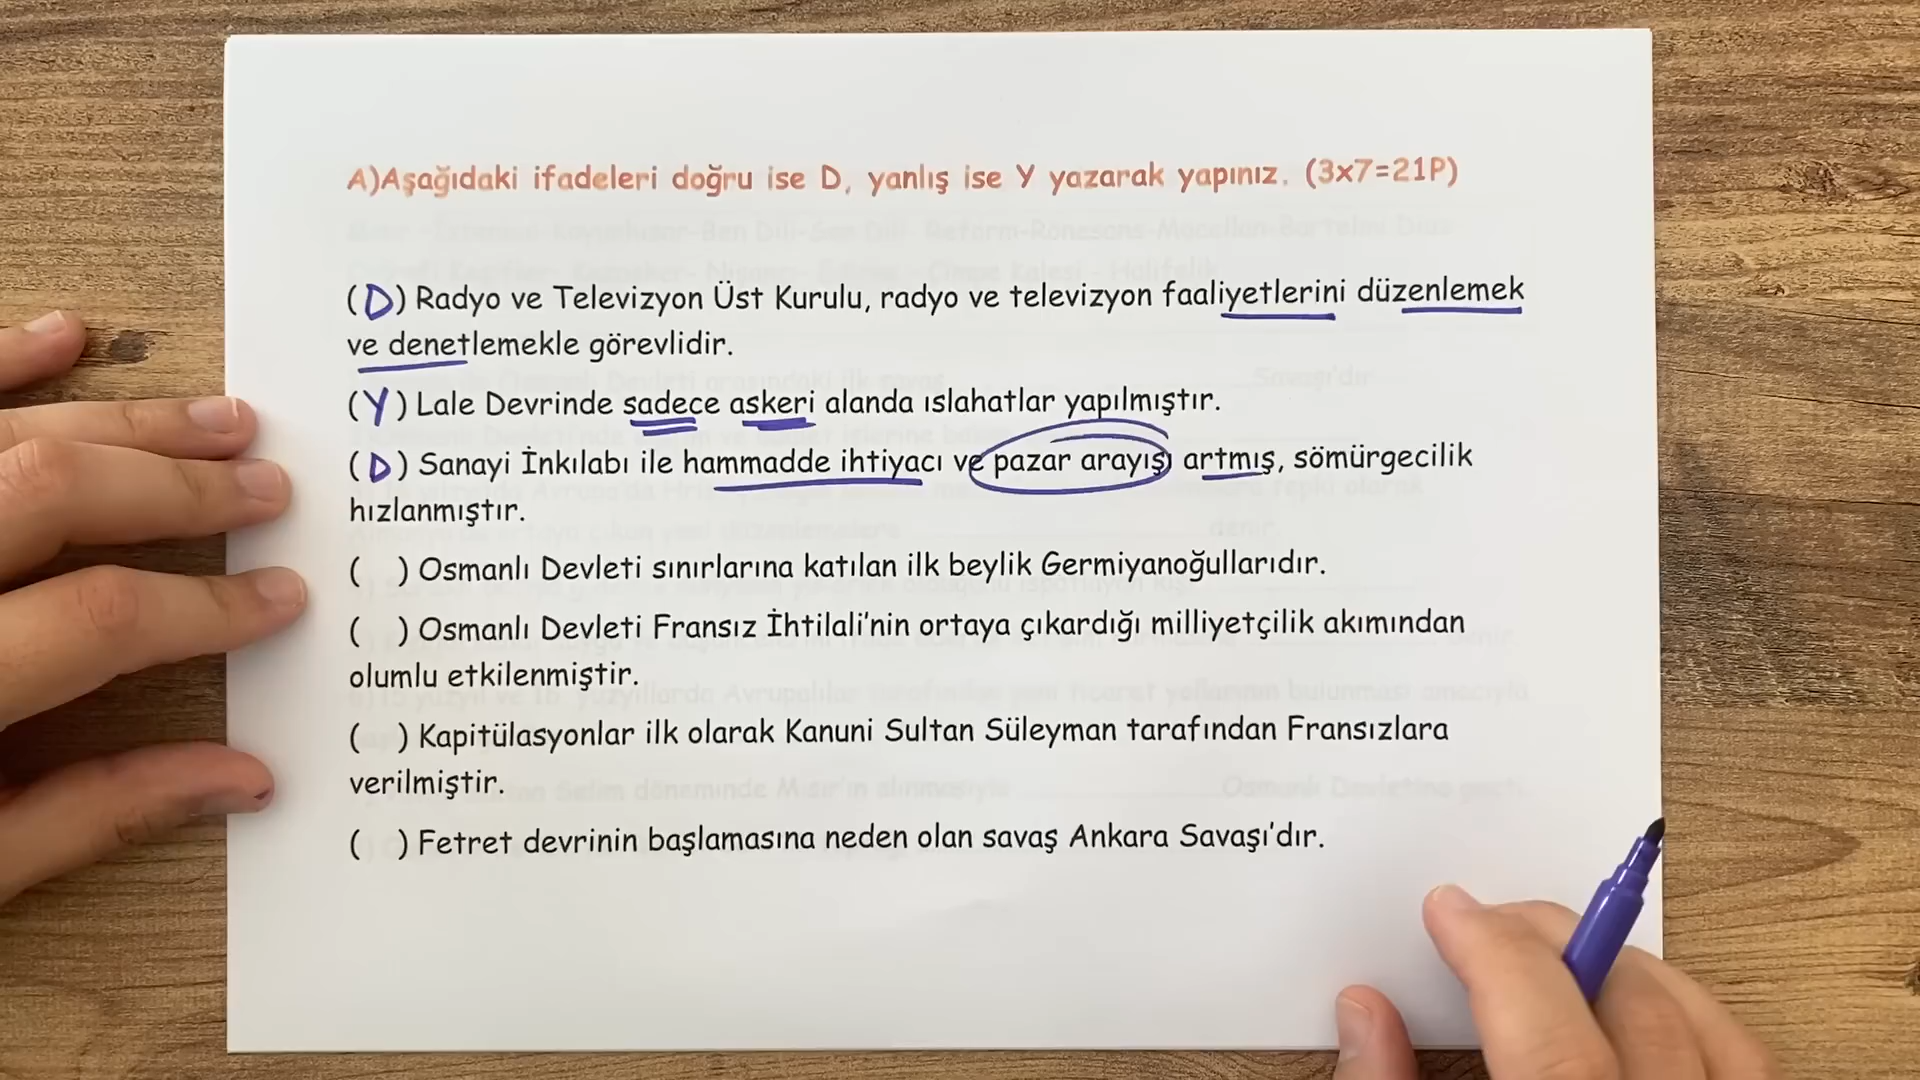 A)Aşağıdaki ifadeleri doğru ise D, yanlış ise Y yazarak yapınız. (3x7=21P)
(D) Radyo ve Televizyon Üst Kurulu, radyo ve televizyon faaliyetlerini düzenlemek
ve denetlemekle görevlidir.
(Y) Lale Devrinde sadece askeri alanda ıslahatlar yapılmıştır.
(D) Sanayi İnkılabı ile hammadde ihtiyacı ve pazar arayışı artmış, sömürgecilik
hızlanmıştır.
( ) Osmanlı Devleti sınırlarına katılan ilk beylik Germiyanoğullarıdır.
( ) Osmanlı Devleti Fransız İhtilali’nin ortaya çıkardığı milliyetçilik akımından
olumlu etkilenmiştir.
( ) Kapitülasyonlar ilk olarak Kanuni Sultan Süleyman tarafından Fransızlara
verilmiştir.
( ) Fetret devrinin başlamasına neden olan savaş Ankara Savaşı’dır.